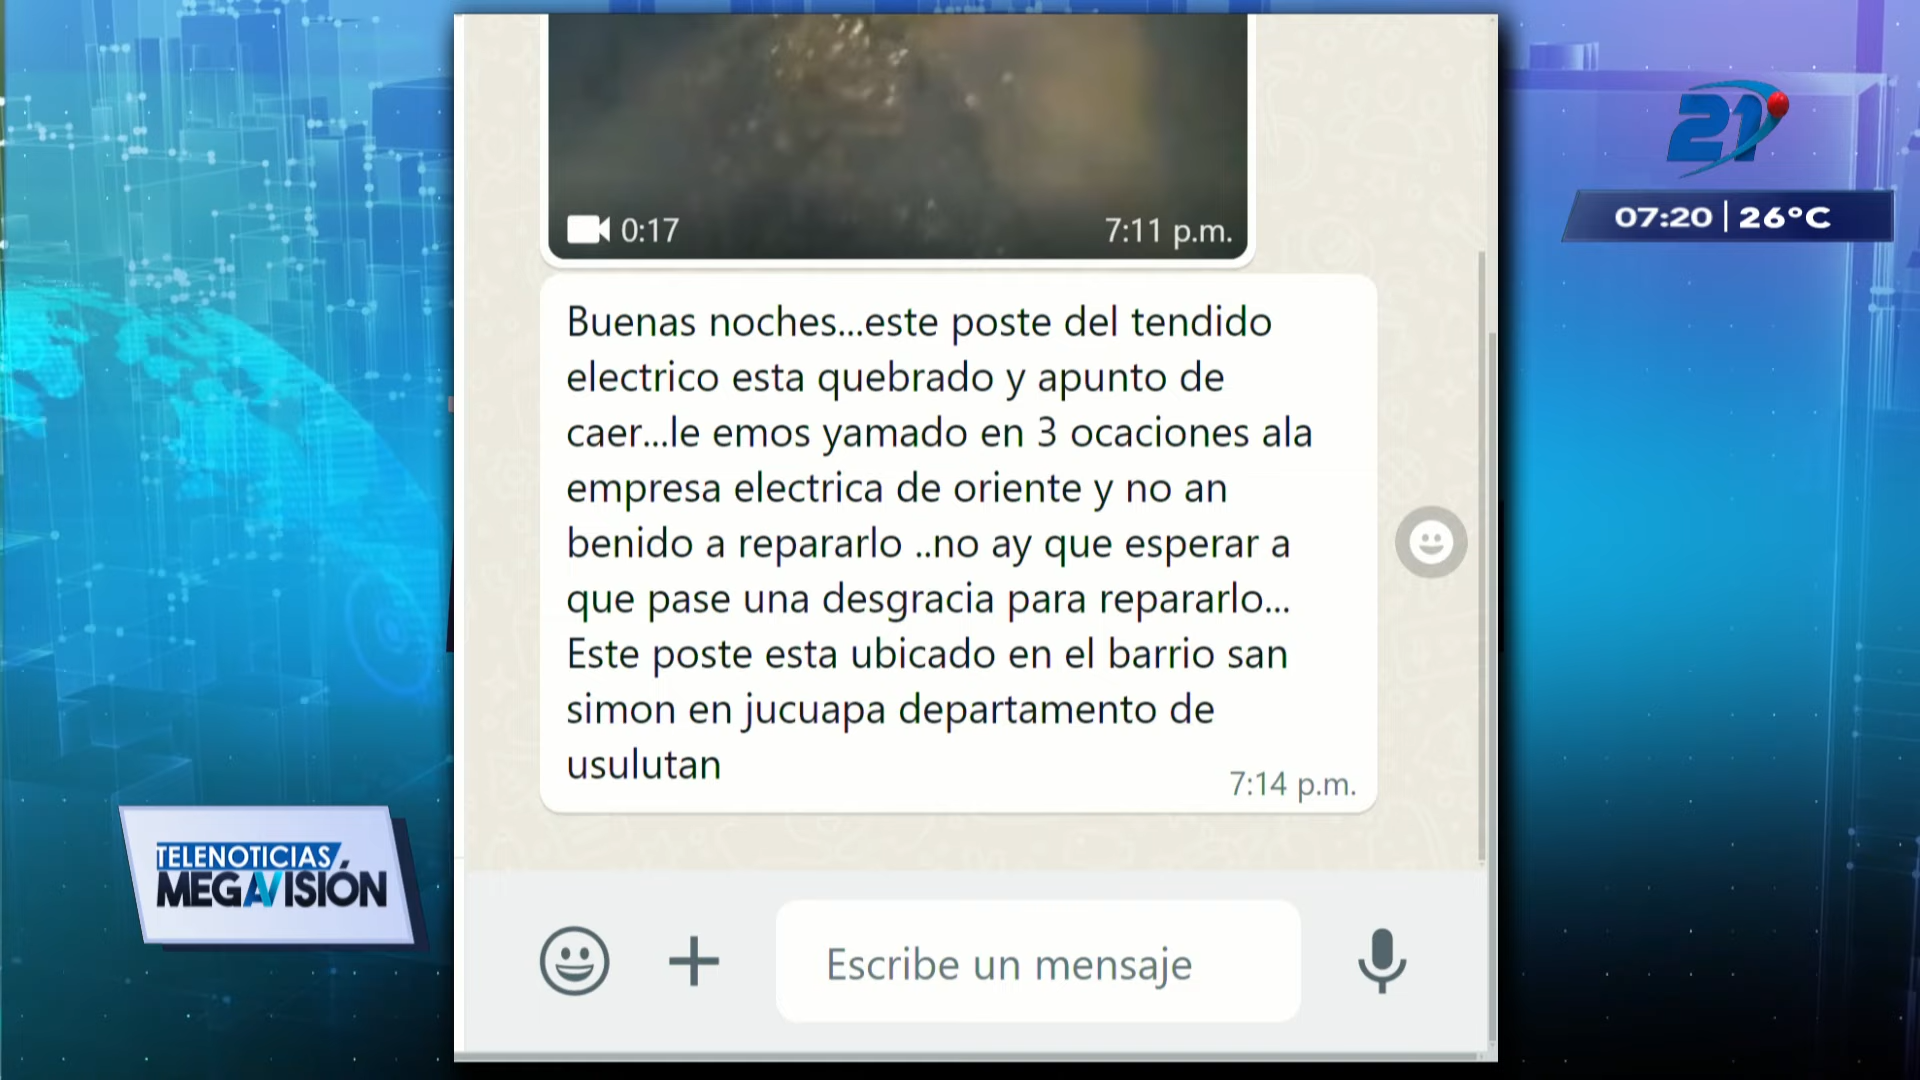 21
07:20 | 26°C
0:17
7:11 p.m.
Buenas noches...este poste del tendido
electrico esta quebrado y apunto de
caer...le emos yamado en 3 ocaciones ala
empresa electrica de oriente y no an
benido a repararlo ..no ay que esperar a
que pase una desgracia para repararlo...
Este poste esta ubicado en el barrio san
simon en jucuapa departamento de
usulutan
7:14 p.m.
TELENOTICIAS
MEGAVISIÓN
Escribe un mensaje